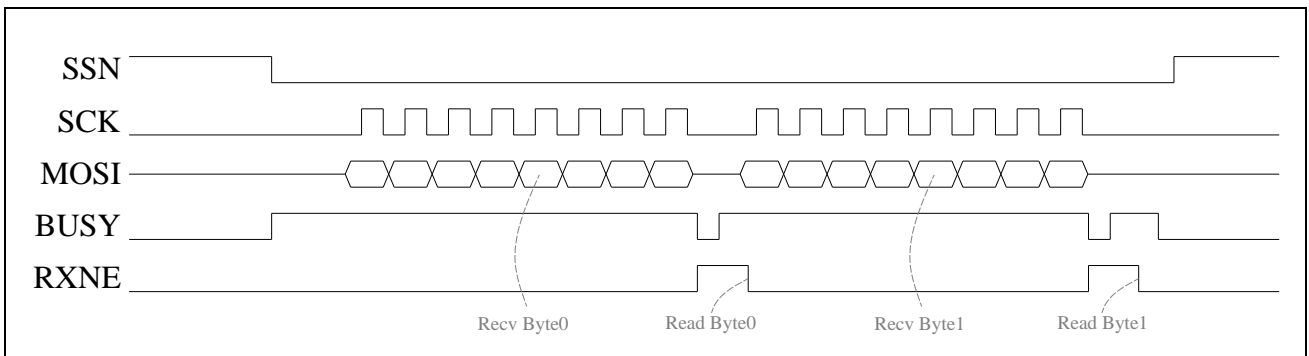 SSN
SCK
MOSI
BUSY
RXNE
Recv Byte0
Read Byte0
Recv Byte1
Read Byte1